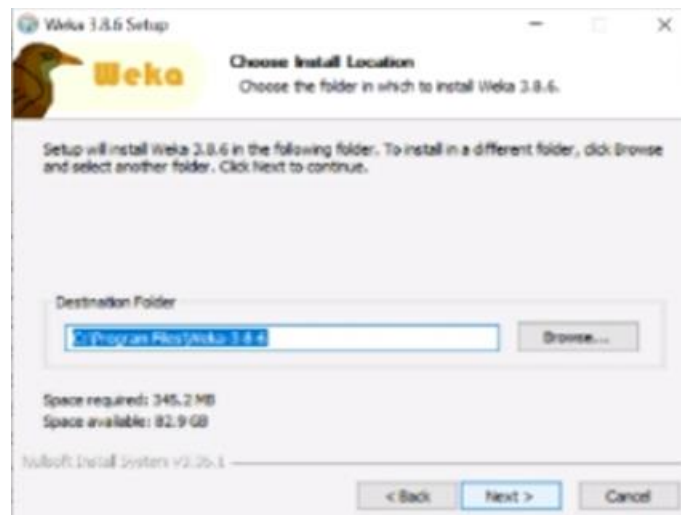 Weka 3.8.6 Setup
Weka
Choose Install Location
Choose the folder in which to install Weka 3.8.6.
Setup will install Weka 3.8.6 in the following folder. To install in a different folder, click Browse
and select another folder. Click Next to continue.
Destination Folder
C:\Program Files\Weka-3-8-6
Browse...
Space required: 345.2 MB
Space available: 82.9 GB
Nullsoft Install System
< Back
Next >
Cancel